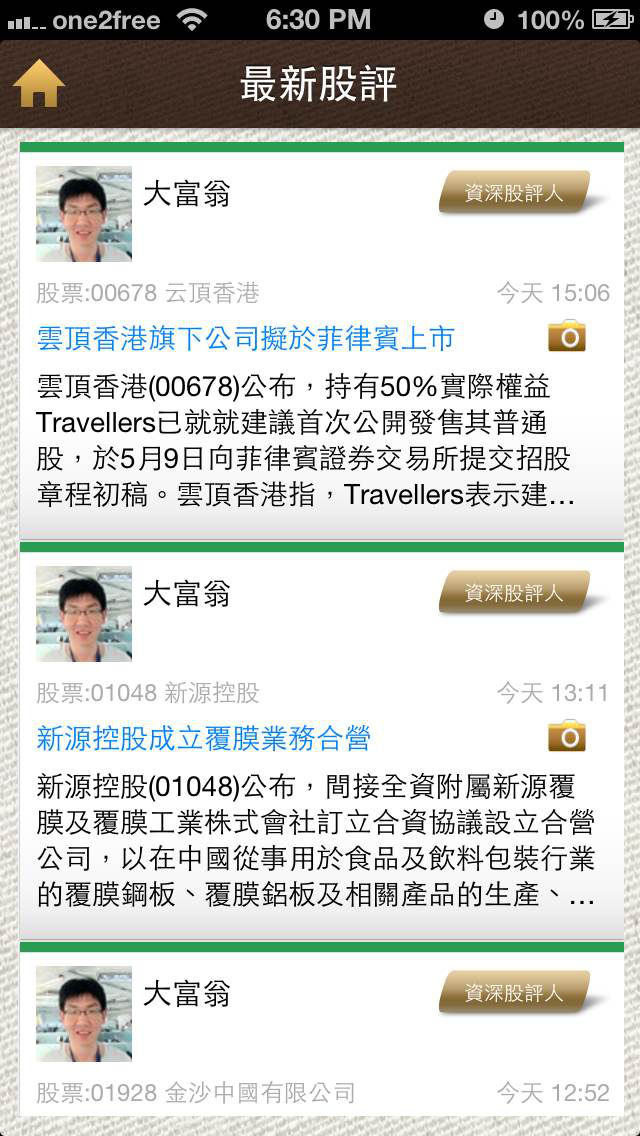 one2free 6:30 PM 100%
最新股評
大富翁 資深股評人
股票:00678 云頂香港 今天 15:06
雲頂香港旗下公司擬於菲律賓上市
雲頂香港(00678)公布，持有50%實際權益
Travellers已就就建議首次公開發售其普通
股，於5月9日向菲律賓證券交易所提交招股
章程初稿。雲頂香港指，Travellers表示建...
大富翁 資深股評人
股票:01048 新源控股 今天 13:11
新源控股成立覆膜業務合營
新源控股(01048)公布，間接全資附屬新源覆
膜及覆膜工業株式會社訂立合資協議設立合營
公司，以在中國從事用於食品及飲料包裝行業
的覆膜鋼板、覆膜鋁板及相關產品的生產、...
大富翁 資深股評人
股票:01928 金沙中國有限公司 今天 12:52